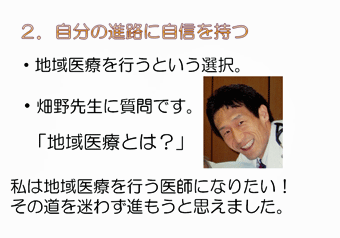 ２．自分の進路に自信を持つ
・地域医療を行うという選択。
・畑野先生に質問です。
「地域医療とは？」
私は地域医療を行う医師になりたい！
その道を迷わず進もうと思えました。